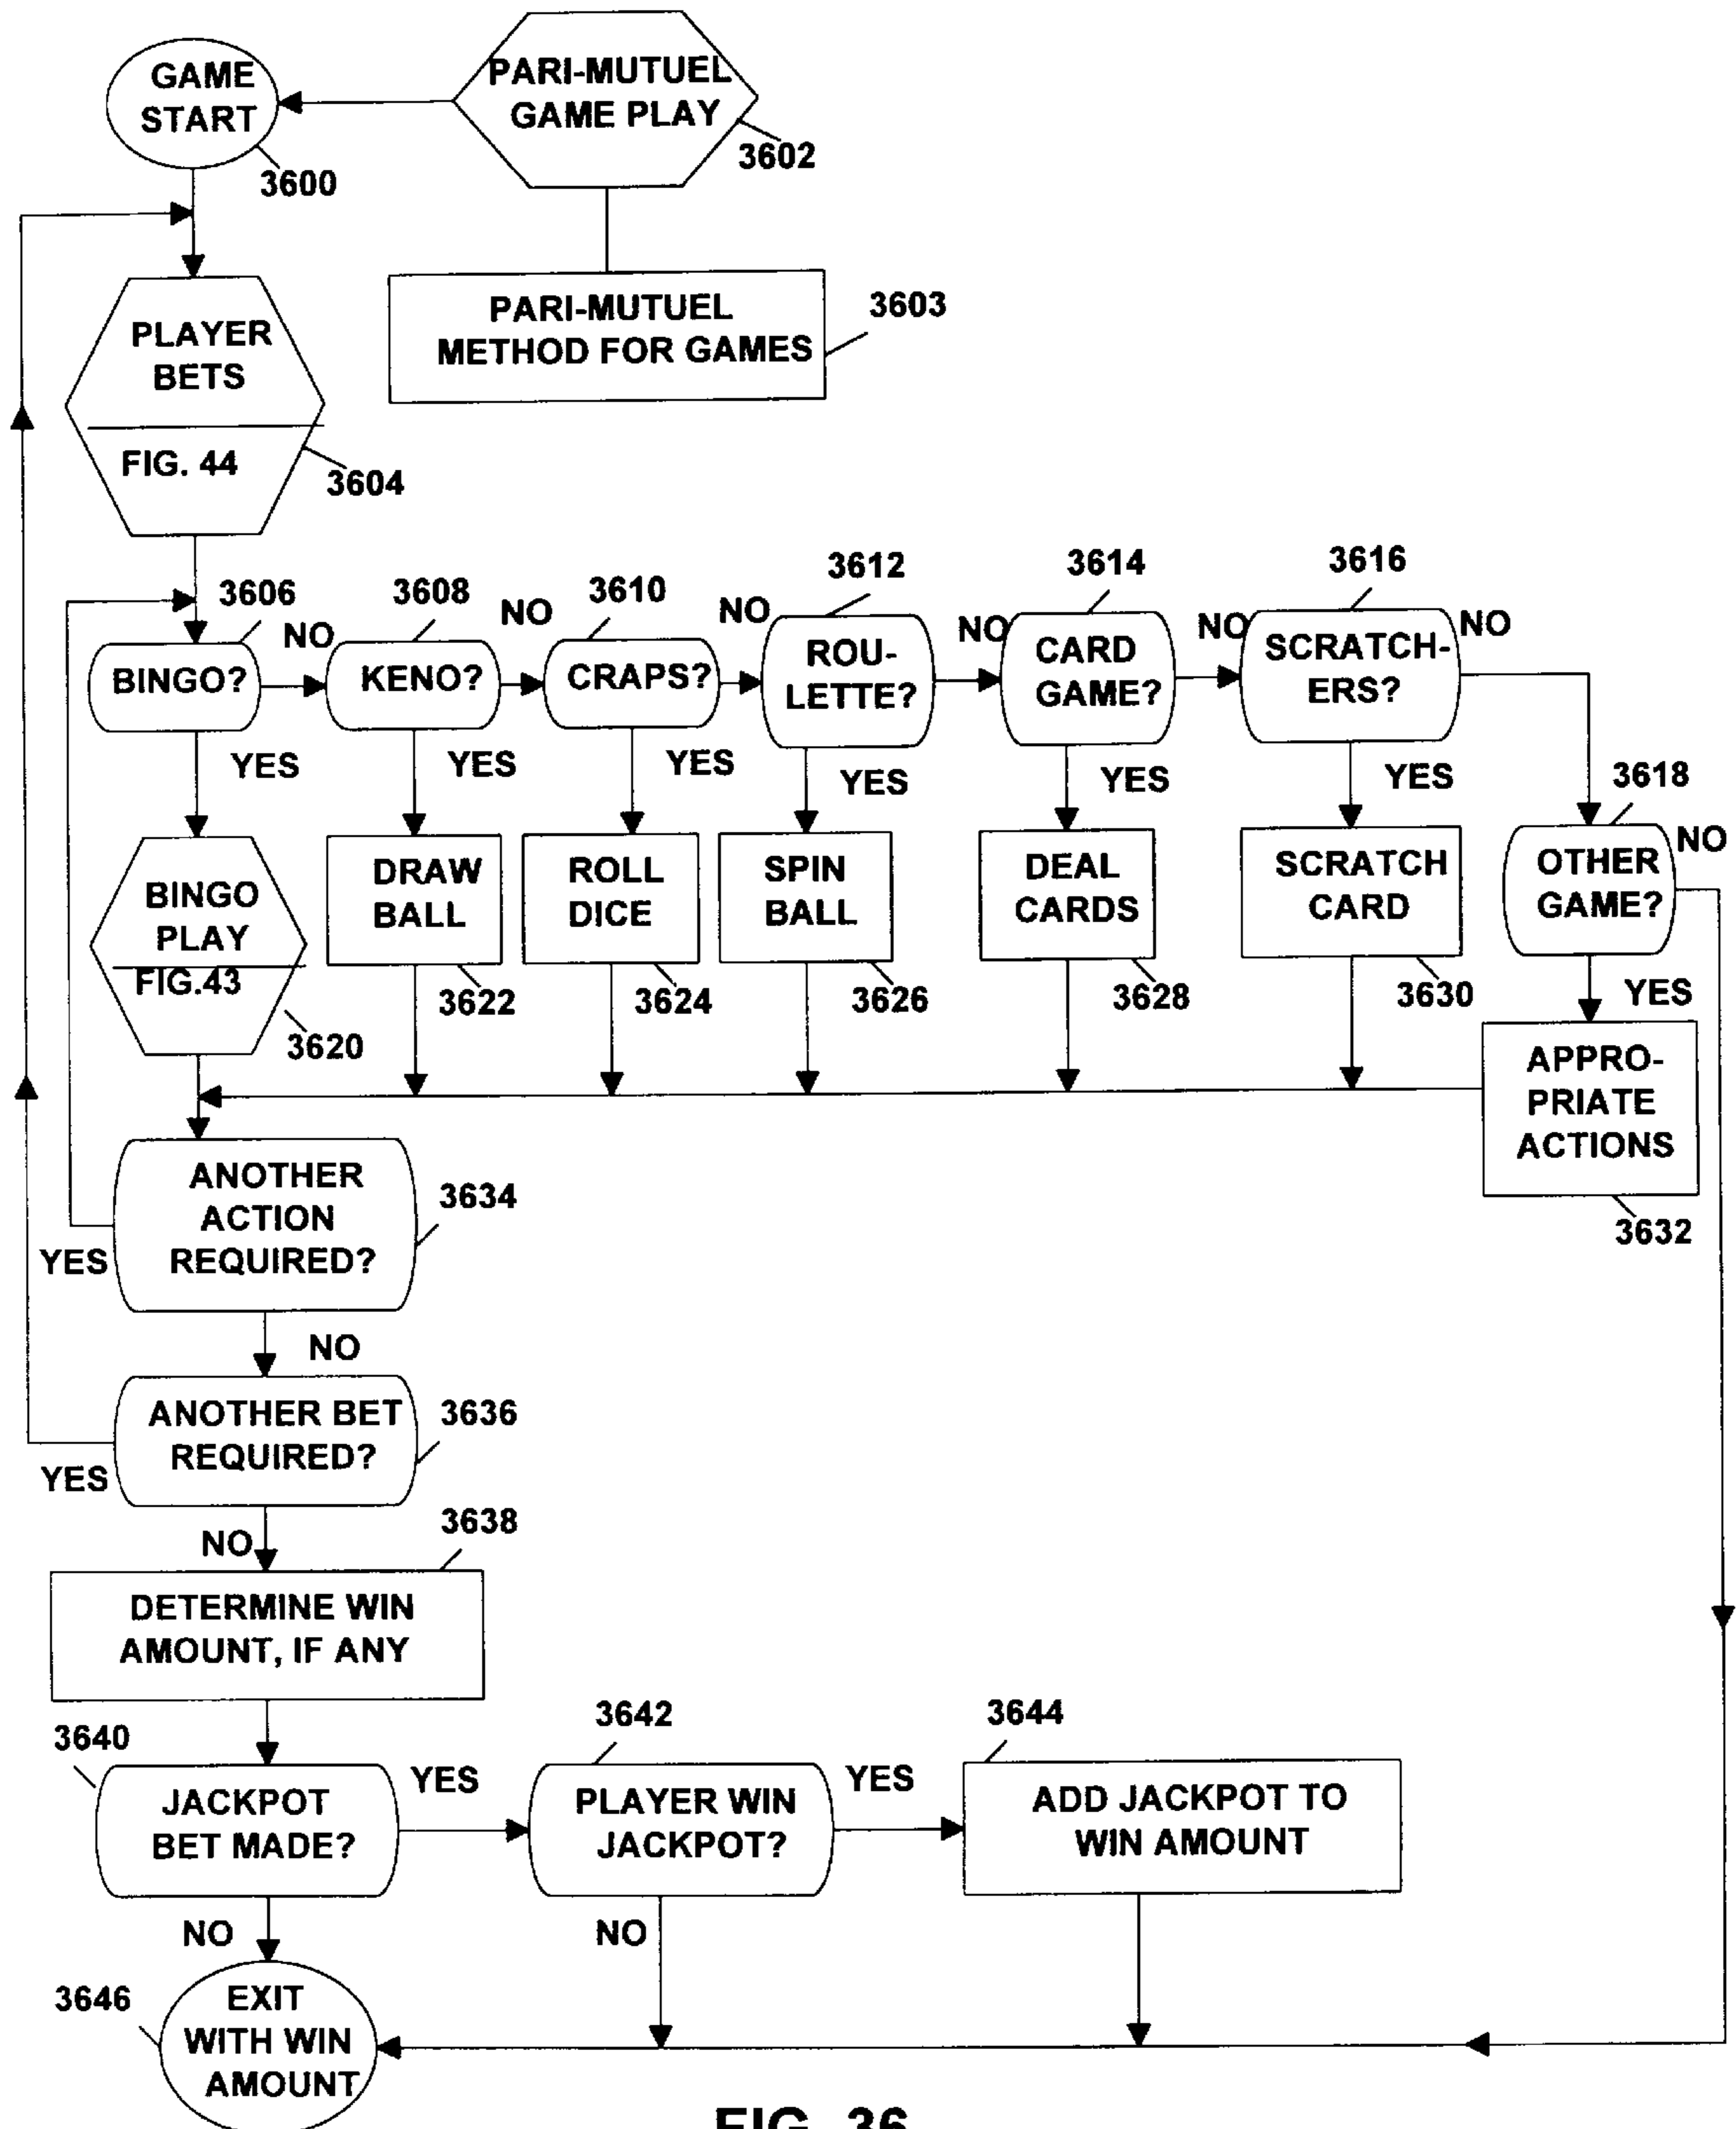 GAME
START
3600
PARI-MUTUEL
GAME PLAY
3602
PARI-MUTUEL
METHOD FOR GAMES
3603
PLAYER
BETS
FIG. 44
3604
3606
BINGO?
NO
YES
3608
KENO?
NO
YES
3610
CRAPS?
NO
YES
3612
ROU-
LETTE?
NO
YES
3614
CARD
GAME?
NO
YES
3616
SCRATCH-
ERS?
NO
YES
3618
OTHER
GAME?
NO
YES
BINGO
PLAY
FIG.43
3620
DRAW
BALL
3622
ROLL
DICE
3624
SPIN
BALL
3626
DEAL
CARDS
3628
SCRATCH
CARD
3630
APPRO-
PRIATE
ACTIONS
3632
ANOTHER
ACTION
REQUIRED?
3634
YES
NO
ANOTHER BET
REQUIRED?
3636
YES
NO
3638
DETERMINE WIN
AMOUNT, IF ANY
3640
JACKPOT
BET MADE?
YES
NO
3642
PLAYER WIN
JACKPOT?
YES
NO
3644
ADD JACKPOT TO
WIN AMOUNT
3646
EXIT
WITH WIN
AMOUNT
FIG. 36